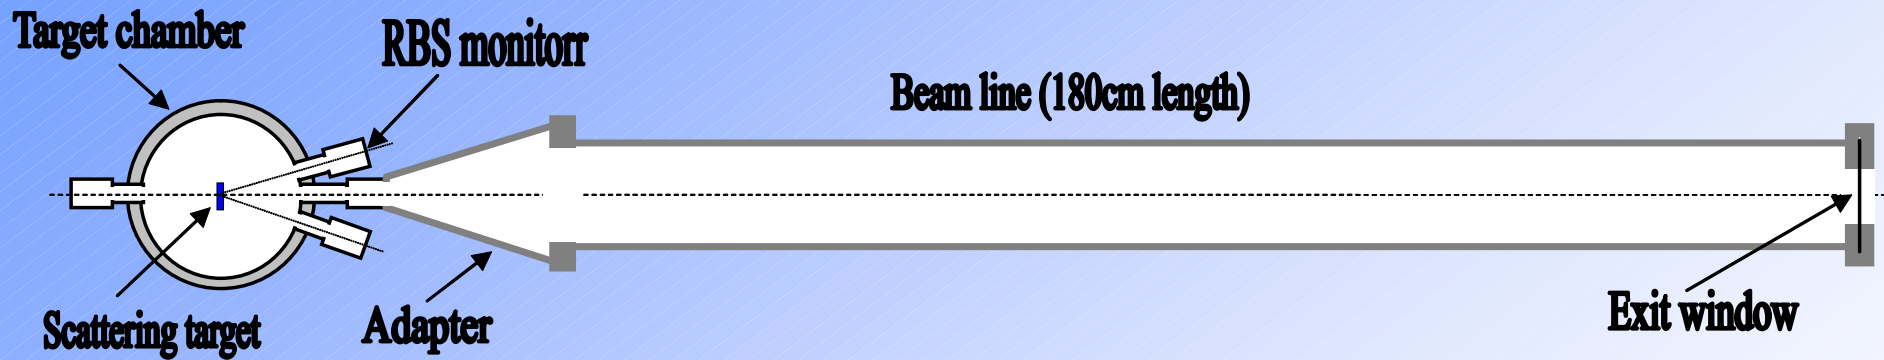 Target chamber
RBS monitorr
Beam line (180cm length)
Scattering target
Adapter
Exit window